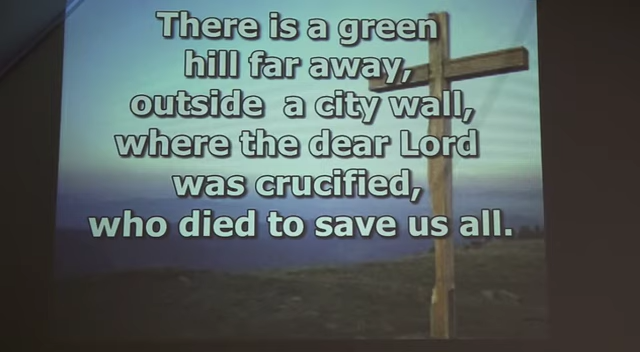 There is a green
hill far away,
outside a city wall,
where the dear Lord
was crucified,
who died to save us all.